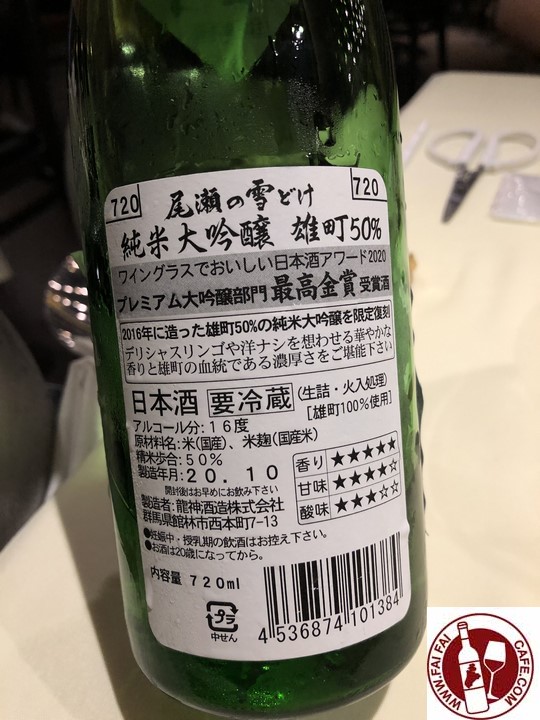 720
尾瀬の雪どけ
720
純米大吟醸 雄町50%
ワイングラスでおいしい日本酒アワード2020
プレミアム大吟醸部門 最高金賞 受賞酒
2016年に造った雄町50%の純米大吟醸を限定復刻
デリシャスリンゴや洋ナシを想わせる華やかな
香りと雄町の血統である濃厚さをご堪能下さい
日本酒 要冷蔵 (生詰・火入処理)
[雄町100%使用]
アルコール分:16度
原材料名:米(国産)、米麹(国産米)
精米歩合:50%
製造年月:20.10
香り ★★★★★
甘味 ★★★★☆
酸味 ★★★☆☆
開封後はお早めにお飲み下さい
製造者:龍神酒造株式会社
群馬県館林市西本町7-13
●妊娠中・授乳期の飲酒はお控え下さい。
●お酒は20歳になってから。
内容量 720ml
プラ
中せん
4 536874 101384
WWW.FAIFAICAFE.COM